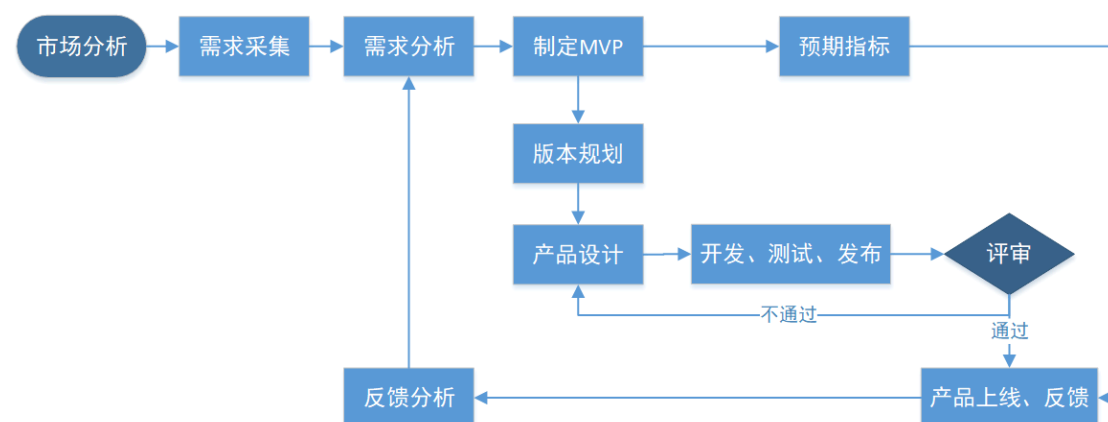 市场分析
需求采集
需求分析
制定MVP
预期指标
版本规划
产品设计
开发、测试、发布
评审
不通过
通过
反馈分析
产品上线、反馈